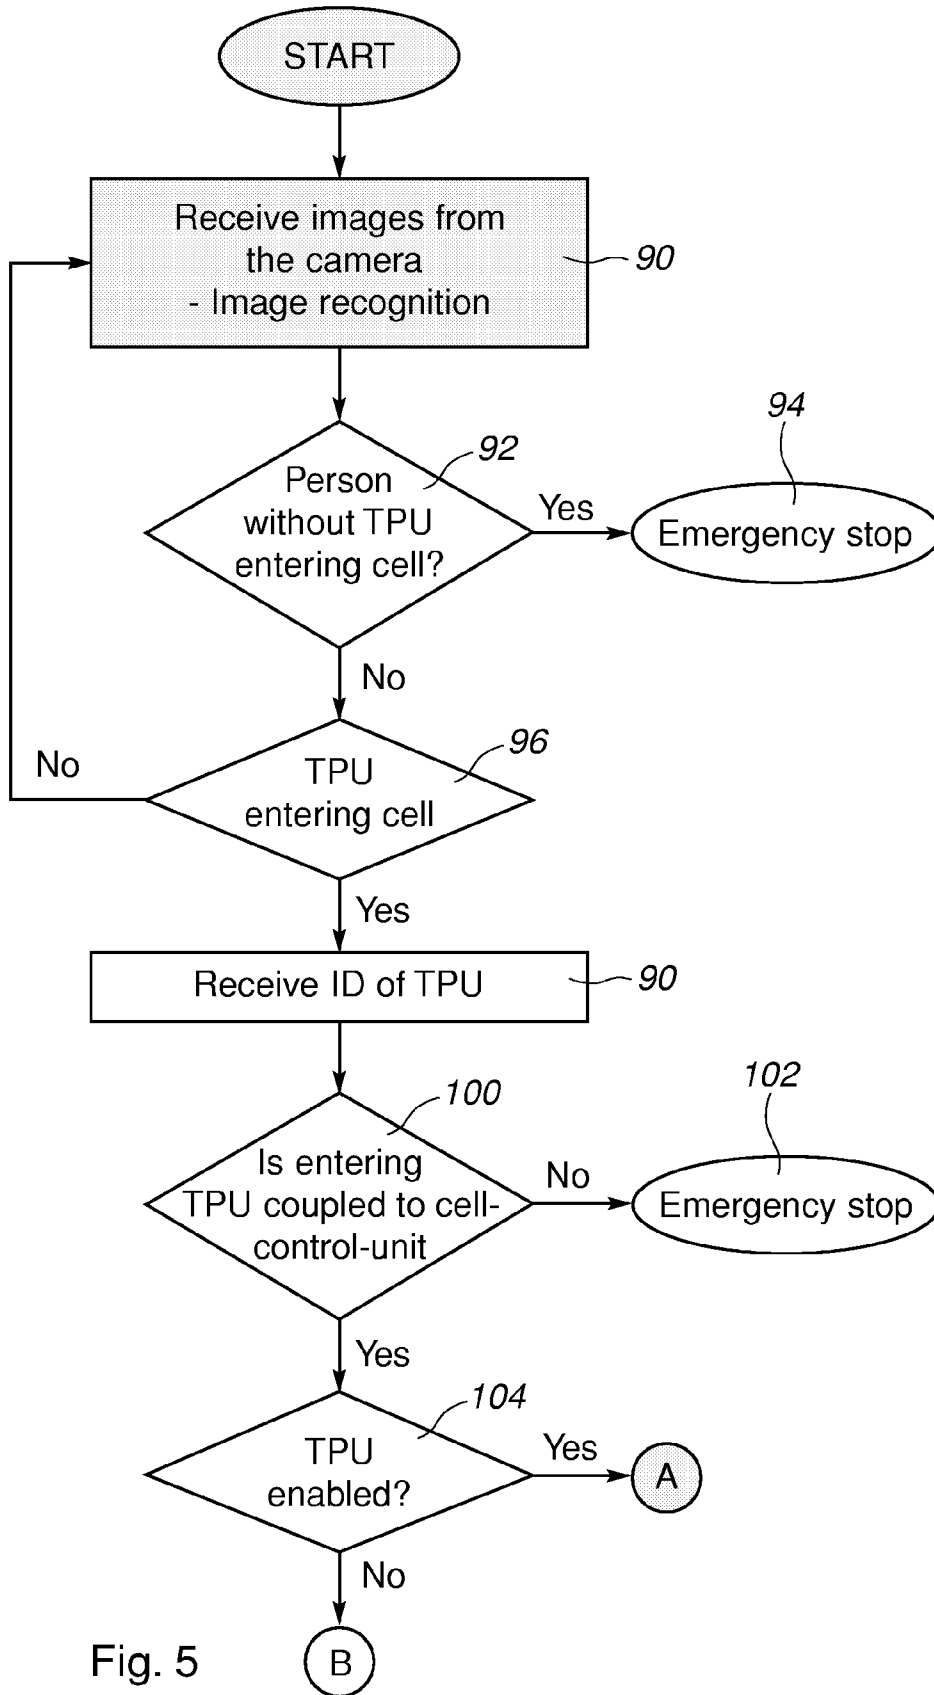 START
Receive images from
the camera
- Image recognition
90
92
94
Person
without TPU
entering cell?
Yes
Emergency stop
No
96
No
TPU
entering cell
Yes
Receive ID of TPU
90
100
102
Is entering
TPU coupled to cell-
control-unit
No
Emergency stop
Yes
104
TPU
enabled?
Yes
A
No
B
Fig. 5